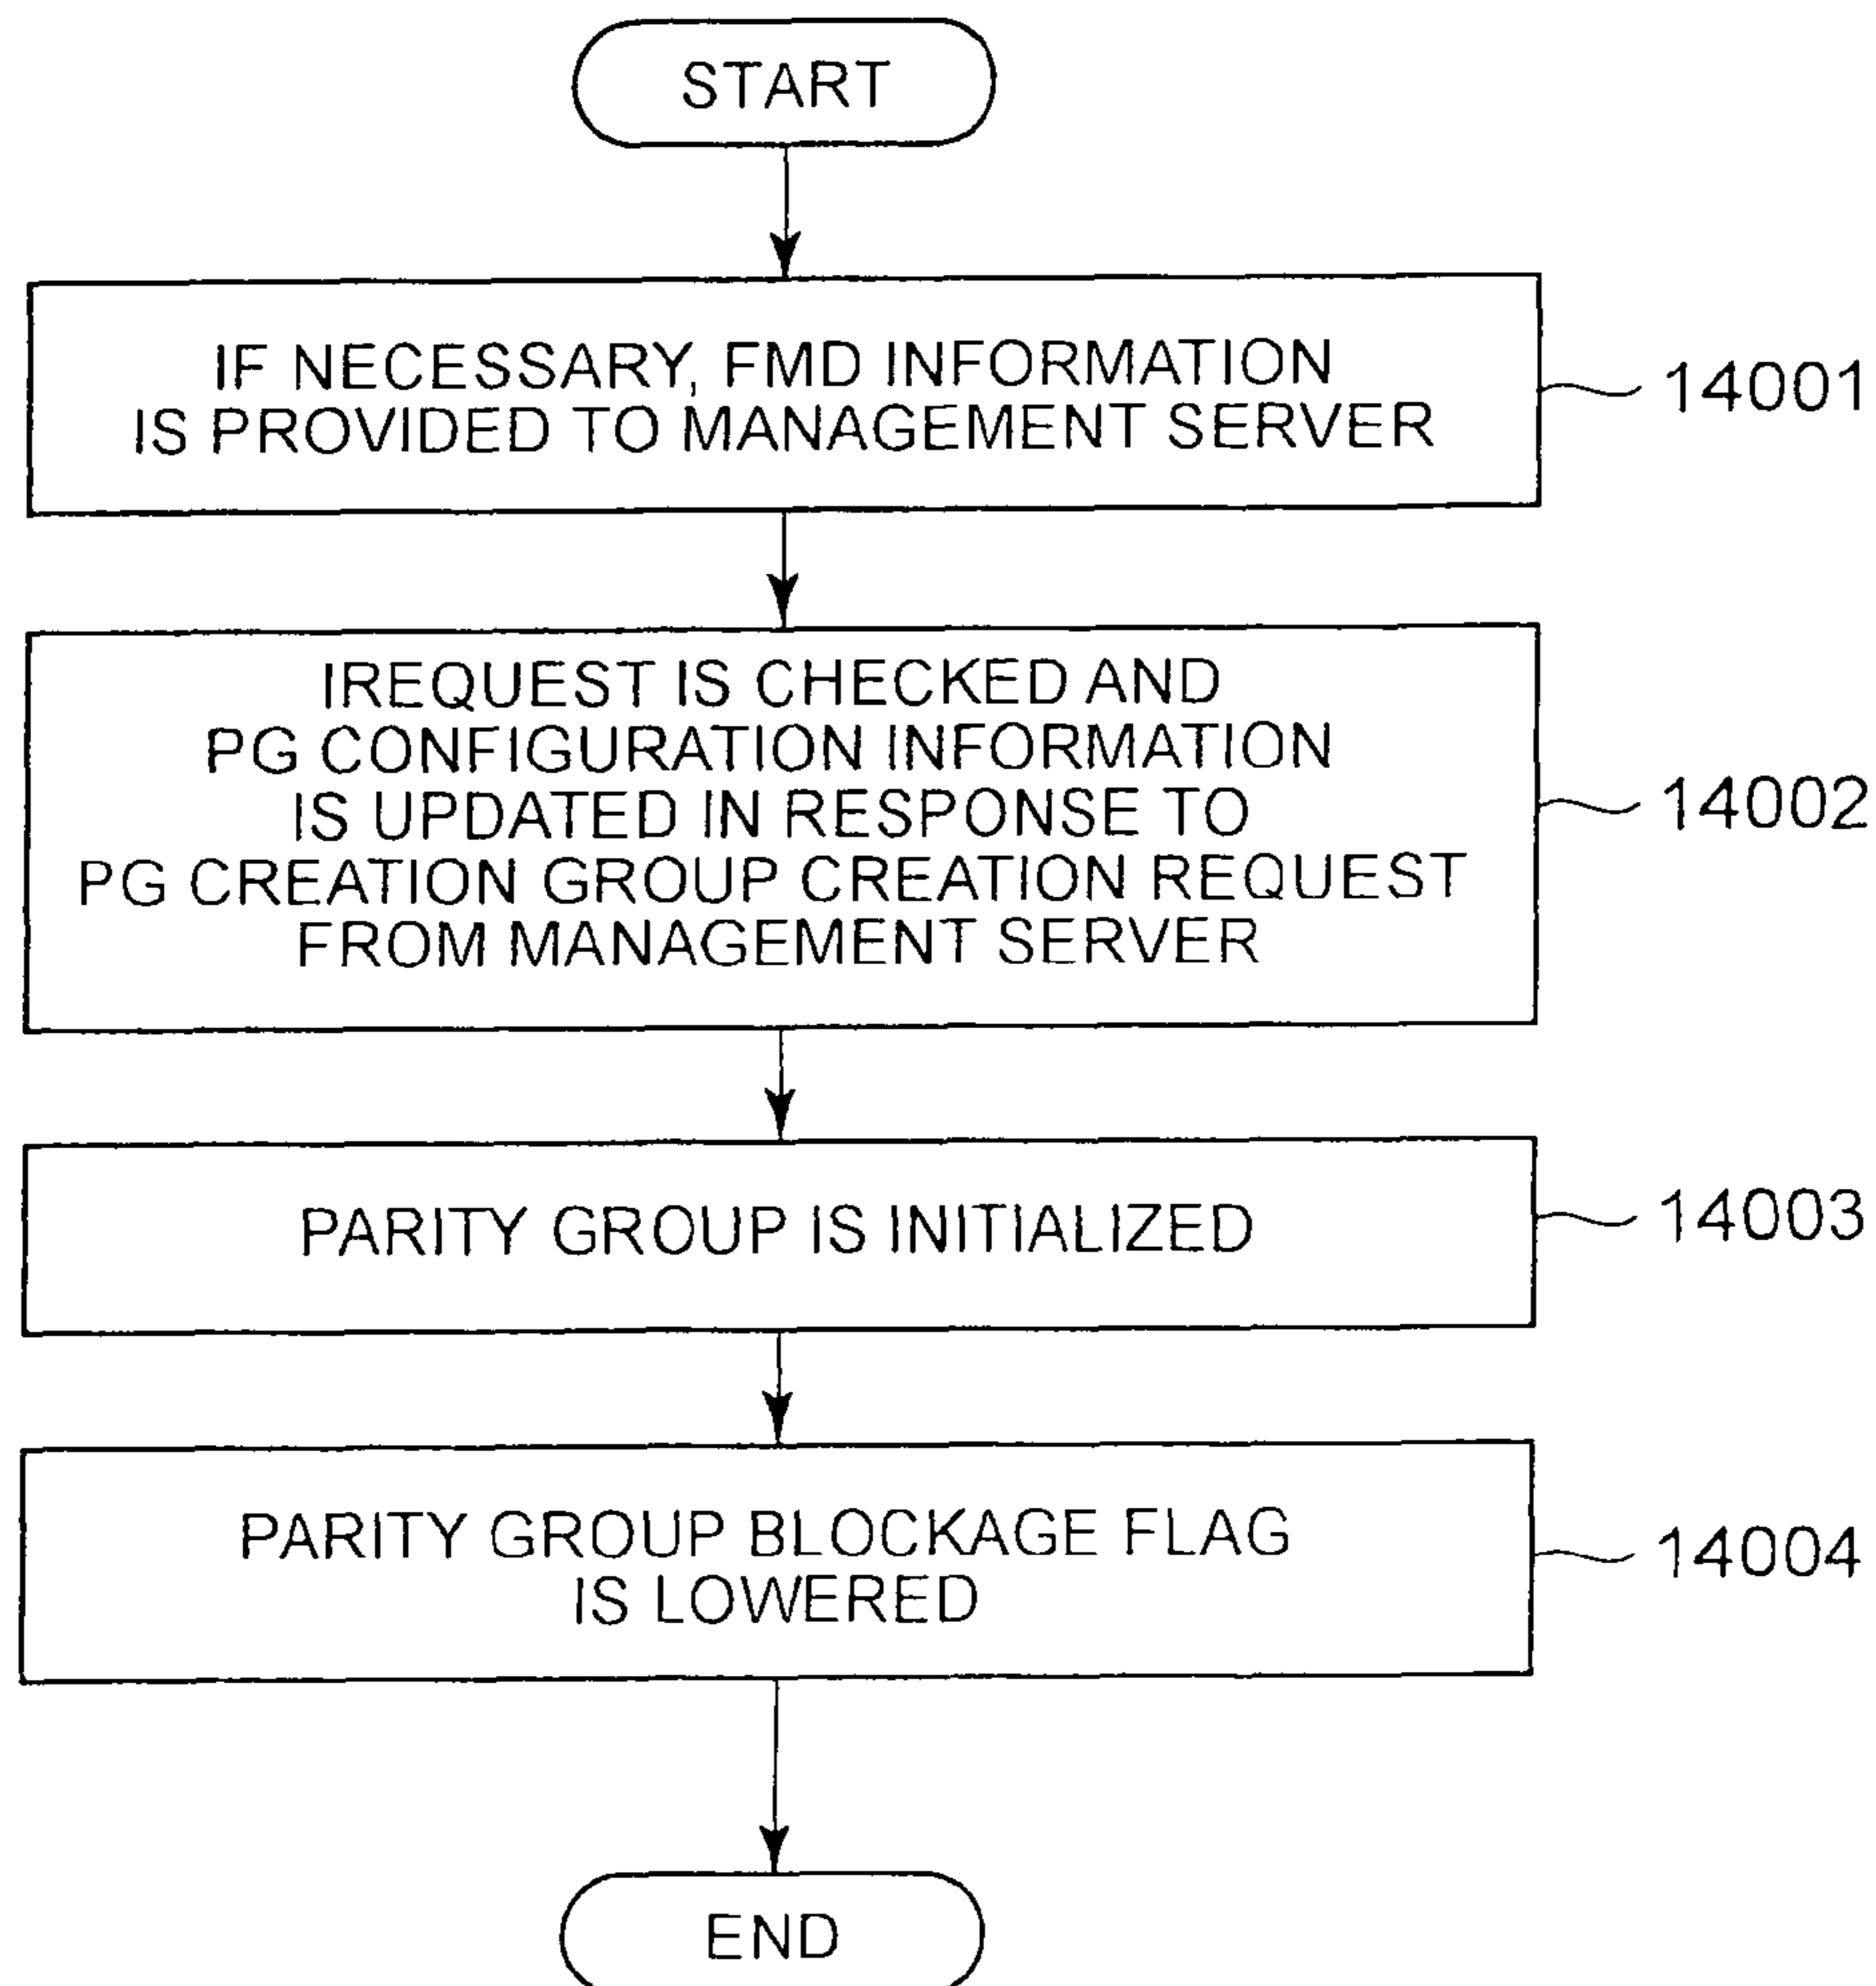 START
IF NECESSARY, FMD INFORMATION
IS PROVIDED TO MANAGEMENT SERVER
14001
IREQUEST IS CHECKED AND
PG CONFIGURATION INFORMATION
IS UPDATED IN RESPONSE TO
PG CREATION GROUP CREATION REQUEST
FROM MANAGEMENT SERVER
14002
PARITY GROUP IS INITIALIZED
14003
PARITY GROUP BLOCKAGE FLAG
IS LOWERED
14004
END